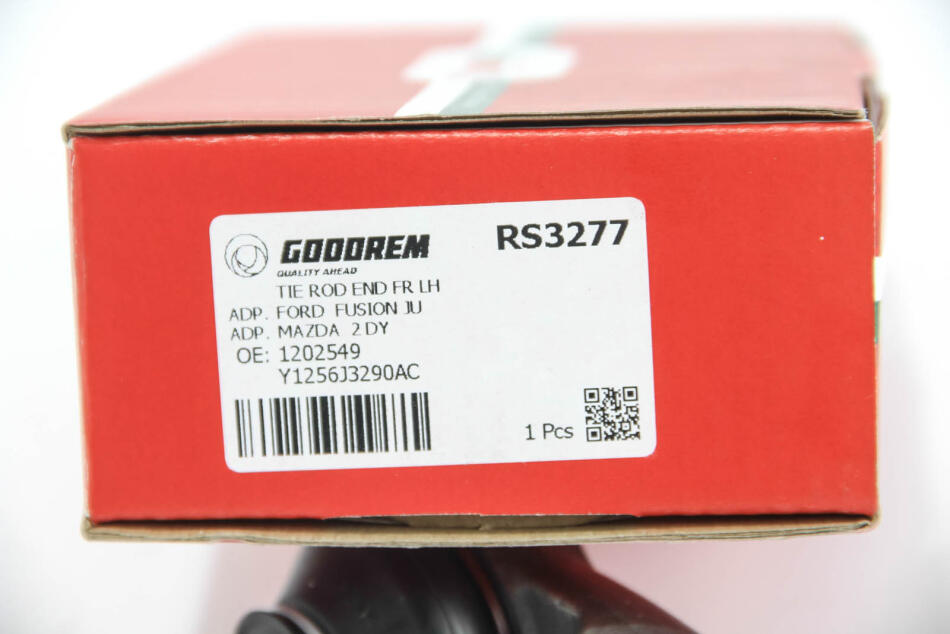 GOODREM
QUALITY AHEAD
RS3277
TIE ROD END FR LH
ADP. FORD FUSION JU
ADP. MAZDA 2 DY
OE: 1202549
Y1256J3290AC
1 Pcs